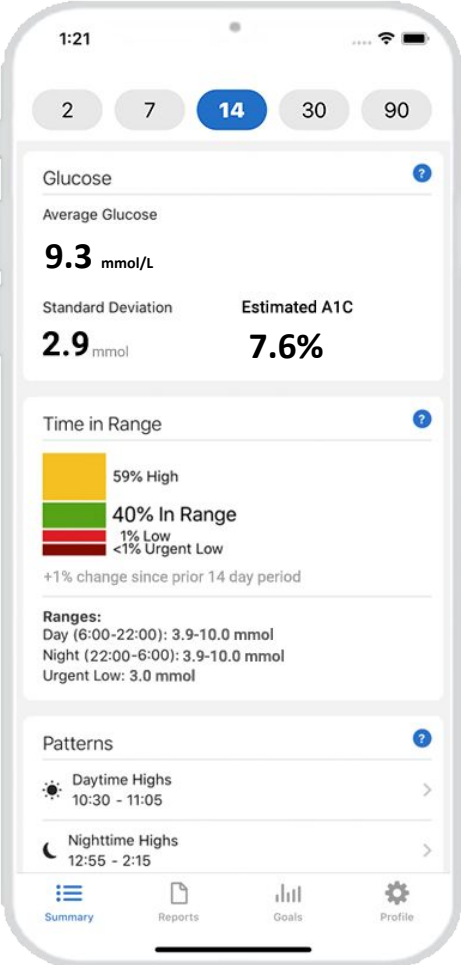 1:21
2 7 14 30 90
Glucose ?
Average Glucose
9.3 mmol/L
Standard Deviation Estimated A1C
2.9 mmol 7.6%
Time in Range ?
59% High
40% In Range
1% Low
<1% Urgent Low
+1% change since prior 14 day period
Ranges:
Day (6:00-22:00): 3.9-10.0 mmol
Night (22:00-6:00): 3.9-10.0 mmol
Urgent Low: 3.0 mmol
Patterns ?
Daytime Highs
10:30 - 11:05
Nighttime Highs
12:55 - 2:15
Summary Reports Goals Profile